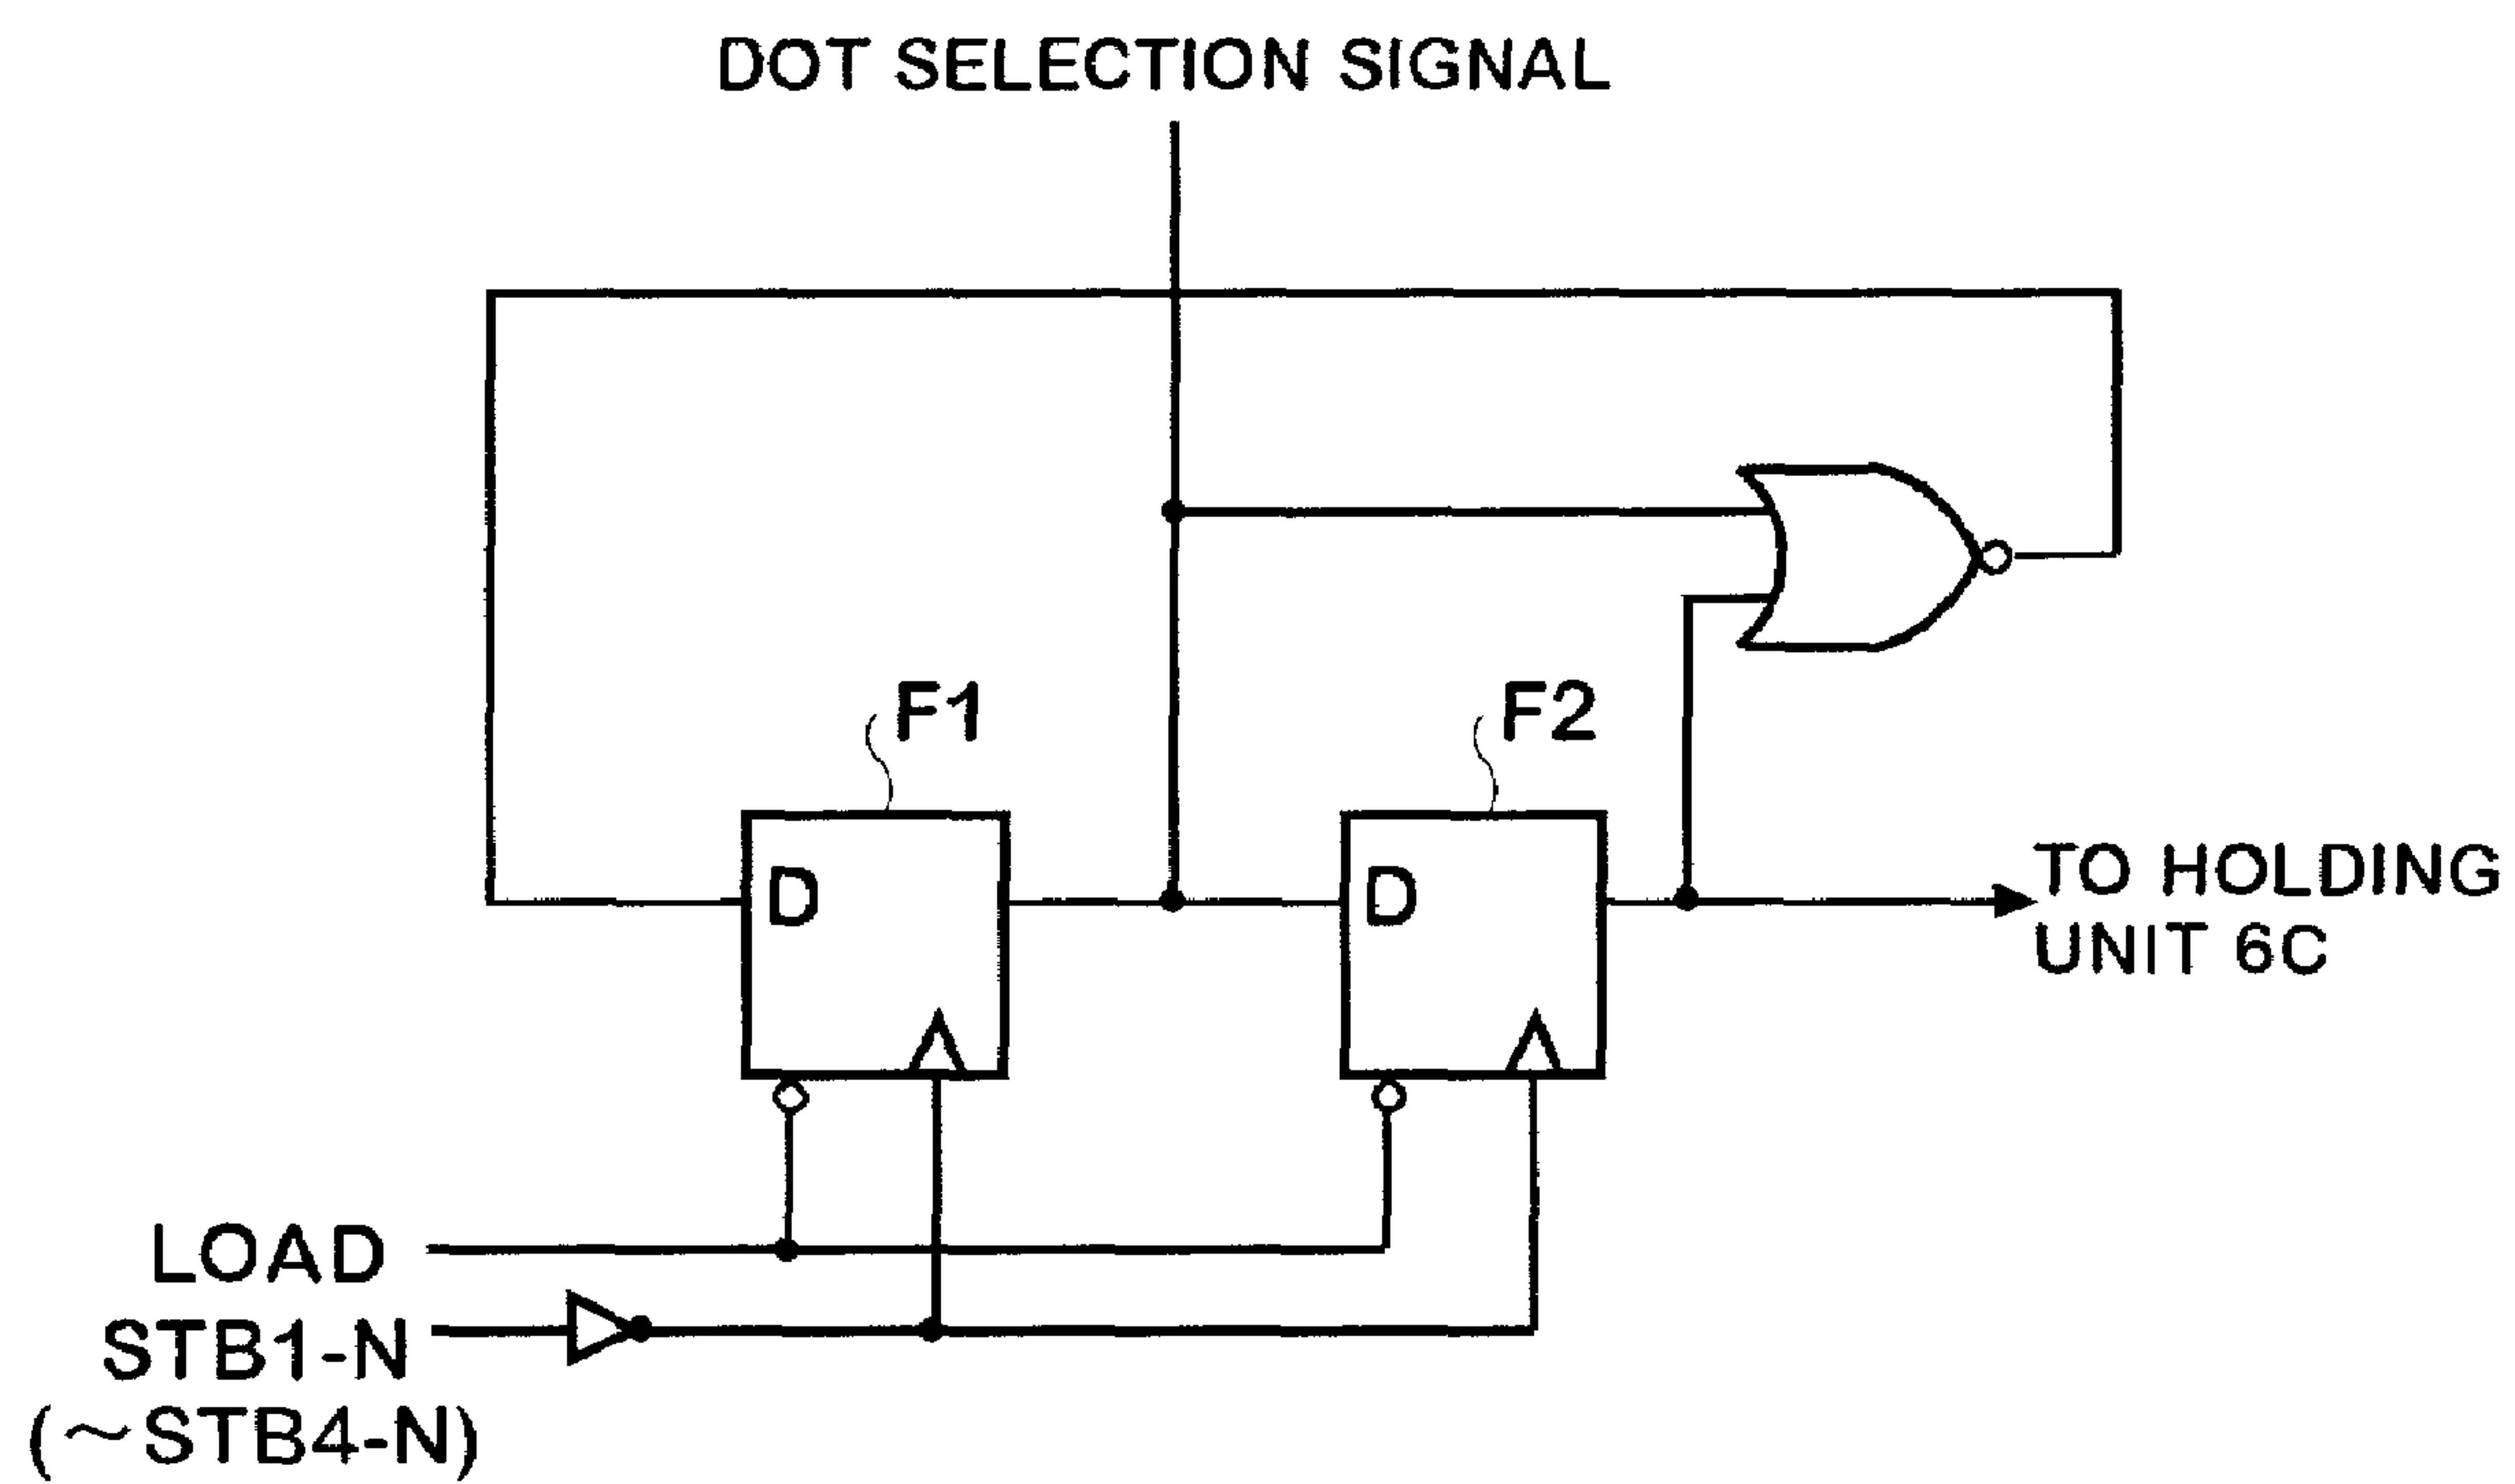 DOT SELECTION SIGNAL
F1
F2
D
D
TO HOLDING
UNIT 6C
LOAD
STB1-N
(~STB4-N)